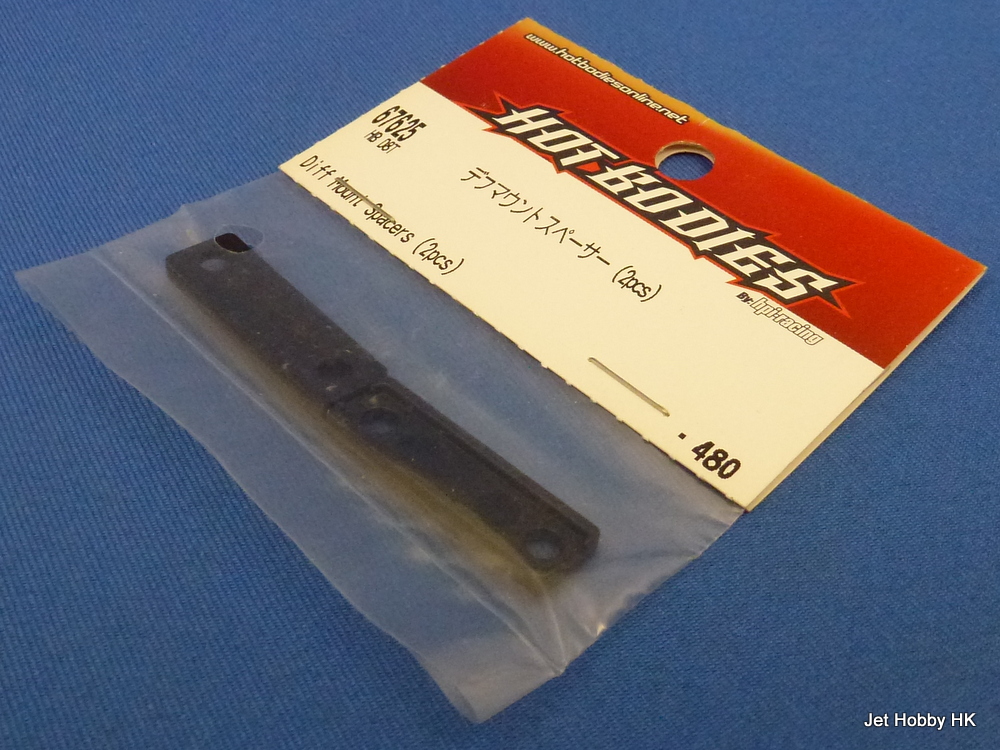 www.hotbodiesonline.net
HOT BODIES
By: hpi-racing
67625
HB D8T
デフマウントスペーサー (2pcs)
Diff Mount Spacers (2pcs)
. 480
Jet Hobby HK